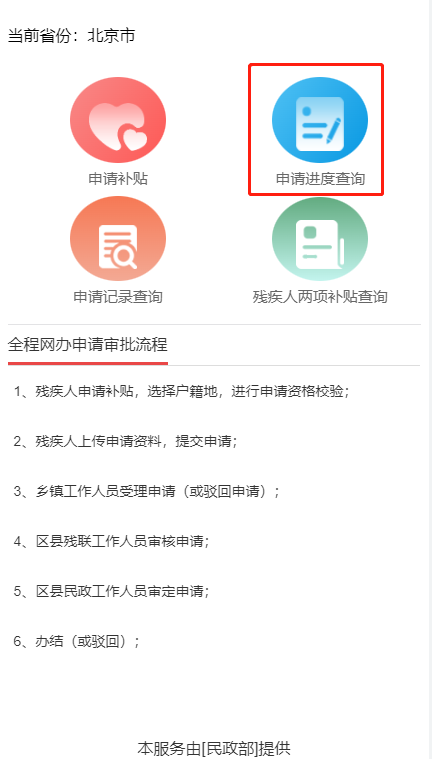 当前省份：北京市
申请补贴
申请进度查询
申请记录查询
残疾人两项补贴查询
全程网办申请审批流程
1、残疾人申请补贴，选择户籍地，进行申请资格校验；
2、残疾人上传申请资料，提交申请；
3、乡镇工作人员受理申请（或驳回申请）；
4、区县残联工作人员审核申请；
5、区县民政工作人员审定申请；
6、办结（或驳回）；
本服务由[民政部]提供